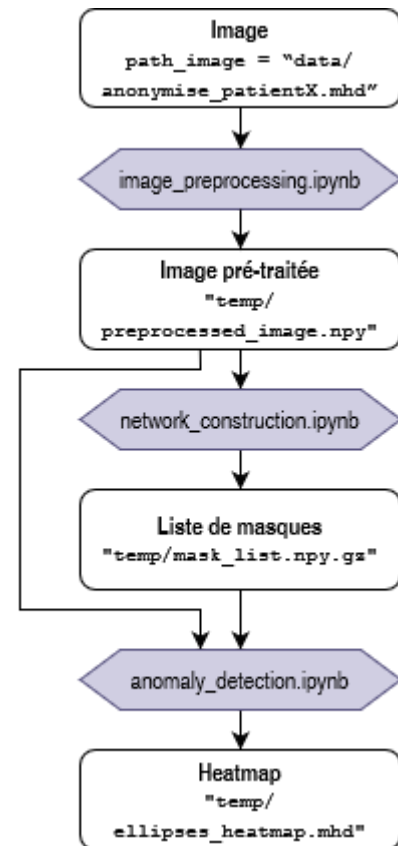 Image
path_image = “data/
anonymise_patientX.mhd”
image_preprocessing.ipynb
Image pré-traitée
"temp/
preprocessed_image.npy"
network_construction.ipynb
Liste de masques
"temp/mask_list.npy.gz"
anomaly_detection.ipynb
Heatmap
"temp/
ellipses_heatmap.mhd"